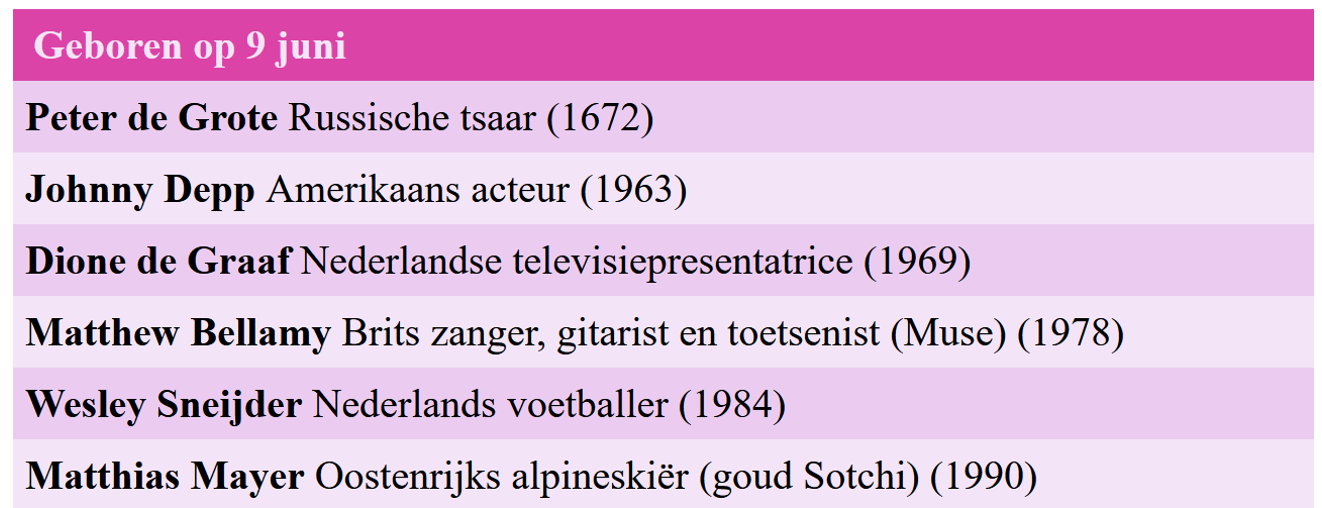 Geboren op 9 juni
Peter de Grote Russische tsaar (1672)
Johnny Depp Amerikaans acteur (1963)
Dione de Graaf Nederlandse televisiepresentatrice (1969)
Matthew Bellamy Brits zanger, gitarist en toetsenist (Muse) (1978)
Wesley Sneijder Nederlands voetballer (1984)
Matthias Mayer Oostenrijks alpineskiër (goud Sotchi) (1990)